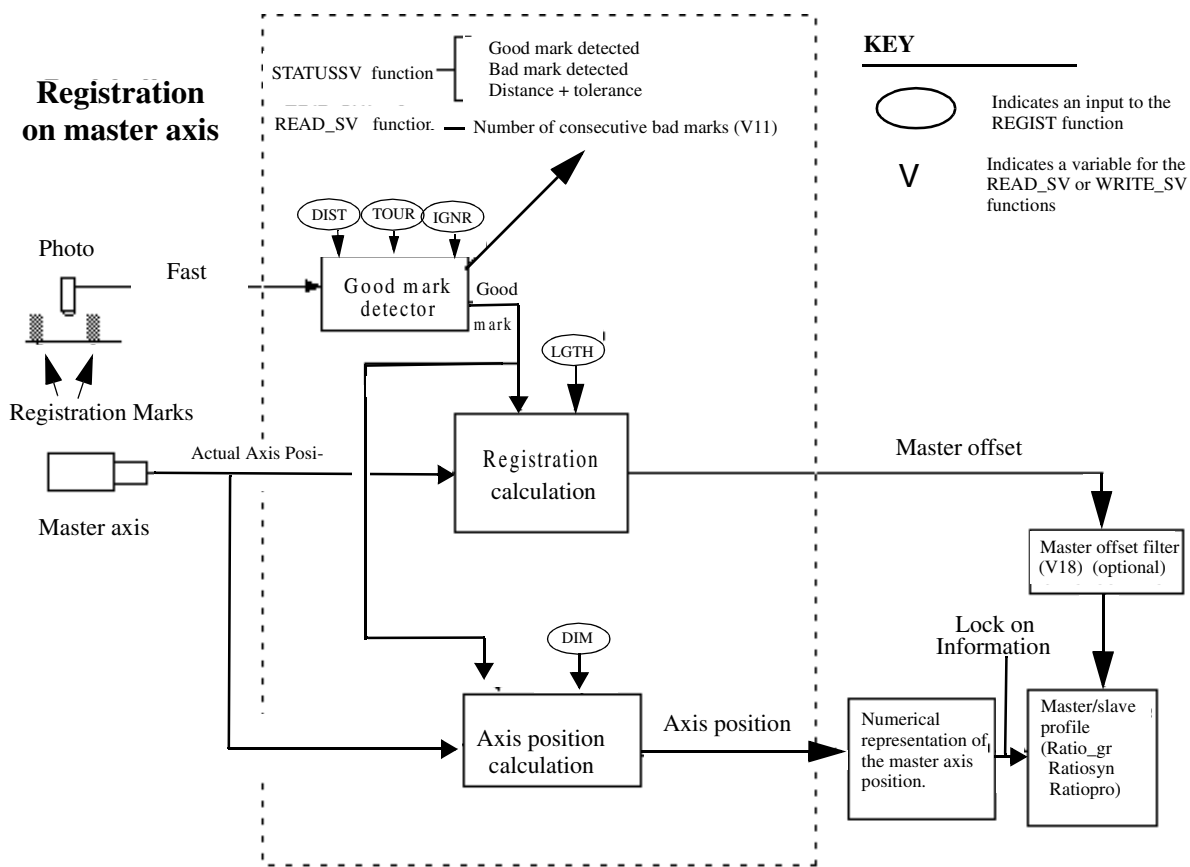 Registration
on master axis
STATUSSV function
Good mark detected
Bad mark detected
Distance + tolerance
READ_SV function
Number of consecutive bad marks (V11)
KEY
Indicates an input to the
REGIST function
V
Indicates a variable for the
READ_SV or WRITE_SV
functions
DIST
TOUR
IGNR
Photo
Fast
Good mark
detector
Good
mark
LGTH
Registration Marks
Actual Axis Posi-
Registration
calculation
Master offset
Master axis
Master offset filter
(V18) (optional)
DIM
Lock on
Information
Axis position
calculation
Axis position
Numerical
representation of
the master axis
position.
Master/slave
profile
(Ratio_gr
Ratiosyn
Ratiopro)